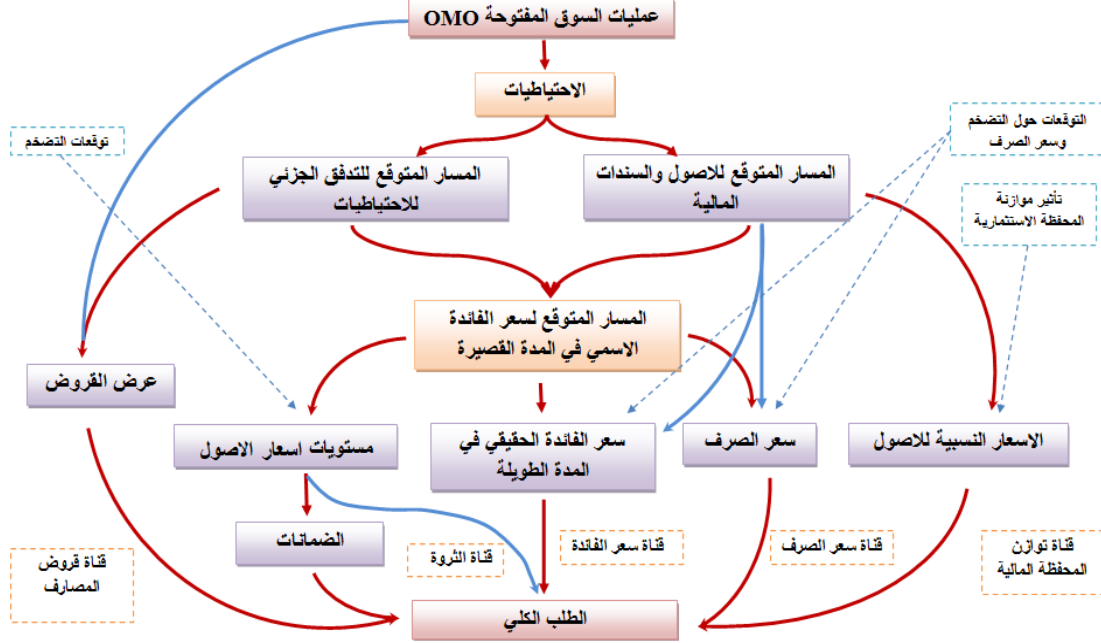 عمليات السوق المفتوحة OMO
الاحتياطيات
توقعات التضخم
التوقعات حول التضخم
وسعر الصرف
المسار المتوقع للاصول والسندات
المالية
المسار المتوقع للتدفق الجزئي
للاحتياطيات
تأثير موازنة
المحفظة الاستثمارية
المسار المتوقع لسعر الفائدة
الاسمي في المدة القصيرة
عرض القروض
الاسعار النسبية للاصول
سعر الصرف
سعر الفائدة الحقيقي في
المدة الطويلة
مستويات اسعار الاصول
الضمانات
قناة توازن
المحفظة المالية
قناة سعر الصرف
قناة سعر الفائدة
قناة الثروة
قناة قروض
المصارف
الطلب الكلي